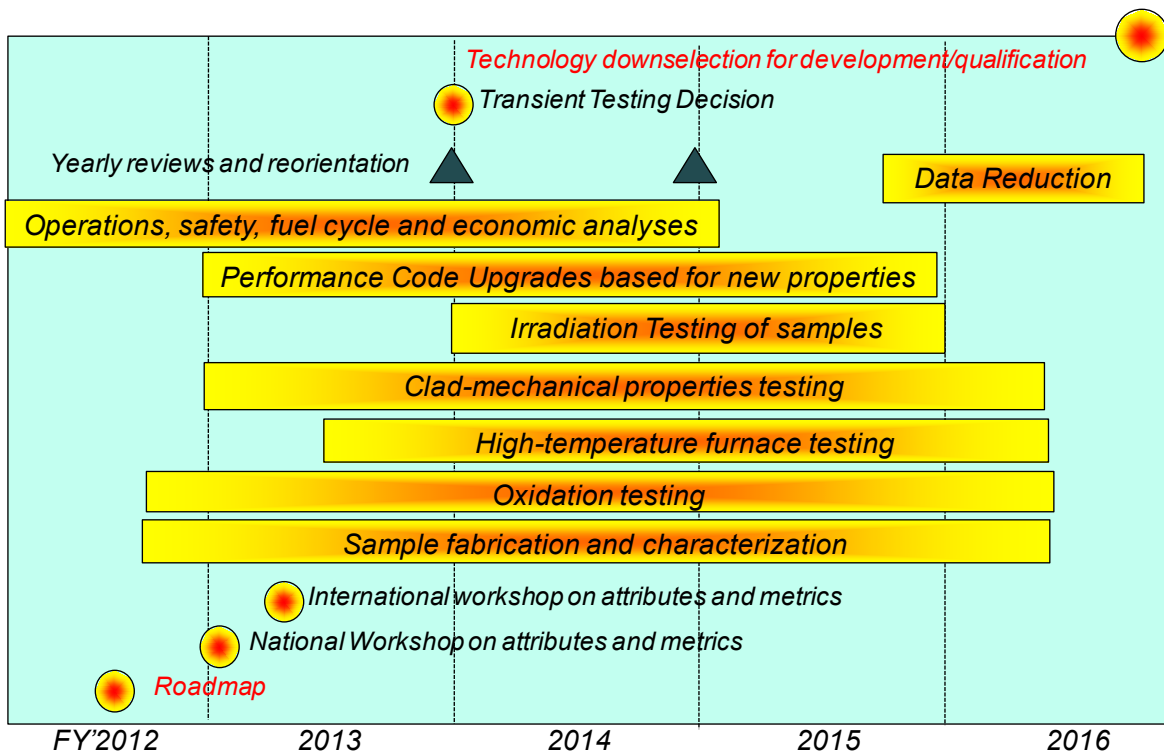 Technology downselection for development/qualification
Transient Testing Decision
Yearly reviews and reorientation
Data Reduction
Operations, safety, fuel cycle and economic analyses
Performance Code Upgrades based for new properties
Irradiation Testing of samples
Clad-mechanical properties testing
High-temperature furnace testing
Oxidation testing
Sample fabrication and characterization
International workshop on attributes and metrics
National Workshop on attributes and metrics
Roadmap
FY'2012 2013 2014 2015 2016